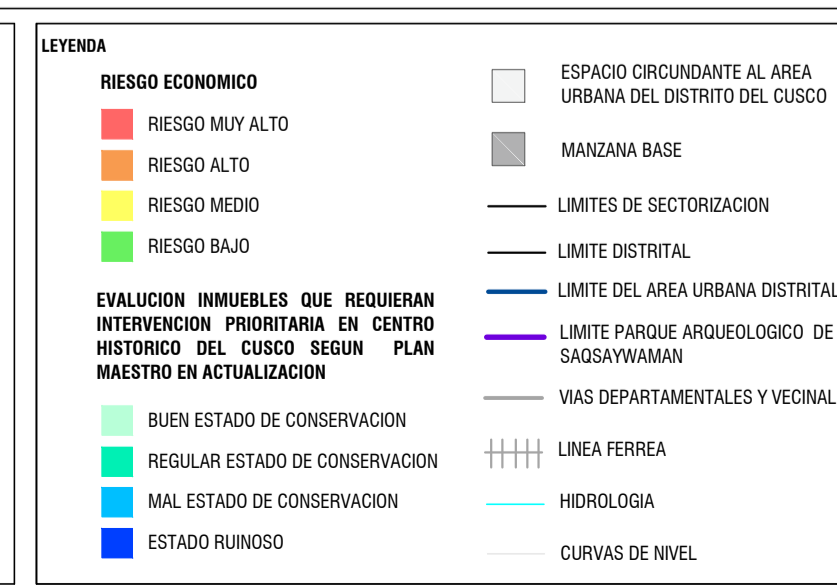 LEYENDA
RIESGO ECONOMICO
RIESGO MUY ALTO
RIESGO ALTO
RIESGO MEDIO
RIESGO BAJO
EVALUCION INMUEBLES QUE REQUIERAN
INTERVENCION PRIORITARIA EN CENTRO
HISTORICO DEL CUSCO SEGUN PLAN
MAESTRO EN ACTUALIZACION
BUEN ESTADO DE CONSERVACION
REGULAR ESTADO DE CONSERVACION
MAL ESTADO DE CONSERVACION
ESTADO RUINOSO
ESPACIO CIRCUNDANTE AL AREA
URBANA DEL DISTRITO DEL CUSCO
MANZANA BASE
LIMITES DE SECTORIZACION
LIMITE DISTRITAL
LIMITE DEL AREA URBANA DISTRITAL
LIMITE PARQUE ARQUEOLOGICO DE
SAQSAYWAMAN
VIAS DEPARTAMENTALES Y VECINAL
LINEA FERREA
HIDROLOGIA
CURVAS DE NIVEL